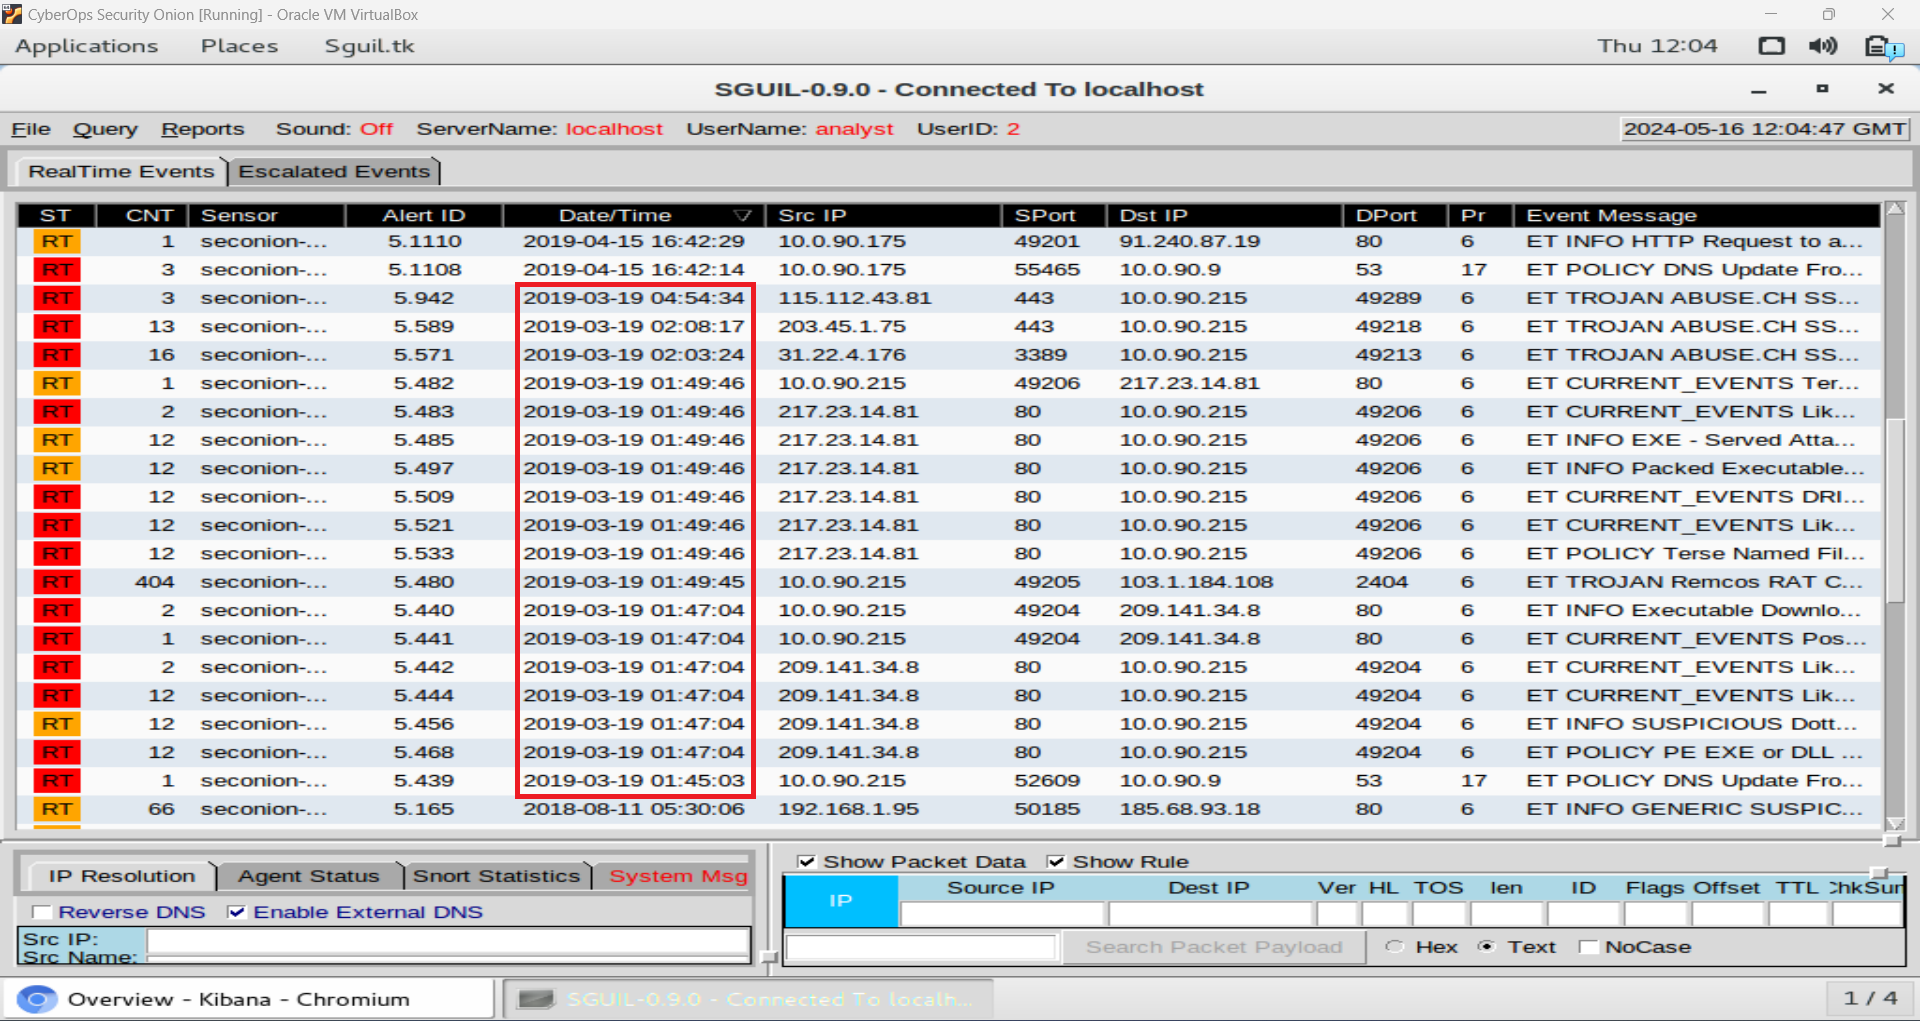 CyberOps Security Onion [Running] - Oracle VM VirtualBox
Applications Places Sguil.tk Thu 12:04
SGUIL-0.9.0 - Connected To localhost
File Query Reports Sound: Off ServerName: localhost UserName: analyst UserID: 2 2024-05-16 12:04:47 GMT
RealTime Events Escalated Events
ST CNT Sensor Alert ID Date/Time Src IP SPort Dst IP DPort Pr Event Message
RT 1 seconion-... 5.1110 2019-04-15 16:42:29 10.0.90.175 49201 91.240.87.19 80 6 ET INFO HTTP Request to a...
RT 3 seconion-... 5.1108 2019-04-15 16:42:14 10.0.90.175 55465 10.0.90.9 53 17 ET POLICY DNS Update Fro...
RT 3 seconion-... 5.942 2019-03-19 04:54:34 115.112.43.81 443 10.0.90.215 49289 6 ET TROJAN ABUSE.CH SS...
RT 13 seconion-... 5.589 2019-03-19 02:08:17 203.45.1.75 443 10.0.90.215 49218 6 ET TROJAN ABUSE.CH SS...
RT 16 seconion-... 5.571 2019-03-19 02:03:24 31.22.4.176 3389 10.0.90.215 49213 6 ET TROJAN ABUSE.CH SS...
RT 1 seconion-... 5.482 2019-03-19 01:49:46 10.0.90.215 49206 217.23.14.81 80 6 ET CURRENT_EVENTS Ter...
RT 2 seconion-... 5.483 2019-03-19 01:49:46 217.23.14.81 80 10.0.90.215 49206 6 ET CURRENT_EVENTS Lik...
RT 12 seconion-... 5.485 2019-03-19 01:49:46 217.23.14.81 80 10.0.90.215 49206 6 ET INFO EXE - Served Atta...
RT 12 seconion-... 5.497 2019-03-19 01:49:46 217.23.14.81 80 10.0.90.215 49206 6 ET INFO Packed Executable...
RT 12 seconion-... 5.509 2019-03-19 01:49:46 217.23.14.81 80 10.0.90.215 49206 6 ET CURRENT_EVENTS DRI...
RT 12 seconion-... 5.521 2019-03-19 01:49:46 217.23.14.81 80 10.0.90.215 49206 6 ET CURRENT_EVENTS Lik...
RT 12 seconion-... 5.533 2019-03-19 01:49:46 217.23.14.81 80 10.0.90.215 49206 6 ET POLICY Terse Named Fil...
RT 404 seconion-... 5.480 2019-03-19 01:49:45 10.0.90.215 49205 103.1.184.108 2404 6 ET TROJAN Remcos RAT C...
RT 2 seconion-... 5.440 2019-03-19 01:47:04 10.0.90.215 49204 209.141.34.8 80 6 ET INFO Executable Downlo...
RT 1 seconion-... 5.441 2019-03-19 01:47:04 10.0.90.215 49204 209.141.34.8 80 6 ET CURRENT_EVENTS Pos...
RT 2 seconion-... 5.442 2019-03-19 01:47:04 209.141.34.8 80 10.0.90.215 49204 6 ET CURRENT_EVENTS Lik...
RT 12 seconion-... 5.444 2019-03-19 01:47:04 209.141.34.8 80 10.0.90.215 49204 6 ET CURRENT_EVENTS Lik...
RT 12 seconion-... 5.456 2019-03-19 01:47:04 209.141.34.8 80 10.0.90.215 49204 6 ET INFO SUSPICIOUS Dott...
RT 12 seconion-... 5.468 2019-03-19 01:47:04 209.141.34.8 80 10.0.90.215 49204 6 ET POLICY PE EXE or DLL ...
RT 1 seconion-... 5.439 2019-03-19 01:45:03 10.0.90.215 52609 10.0.90.9 53 17 ET POLICY DNS Update Fro...
RT 66 seconion-... 5.165 2018-08-11 05:30:06 192.168.1.95 50185 185.68.93.18 80 6 ET INFO GENERIC SUSPIC...
IP Resolution Agent Status Snort Statistics System Msg
Reverse DNS Enable External DNS
Src IP:
Src Name:
Show Packet Data Show Rule
IP Source IP Dest IP Ver HL TOS len ID Flags Offset TTL ChkSum
Search Packet Payload Hex Text NoCase
Overview - Kibana - Chromium SGUIL-0.9.0 - Connected To localh... 1 / 4